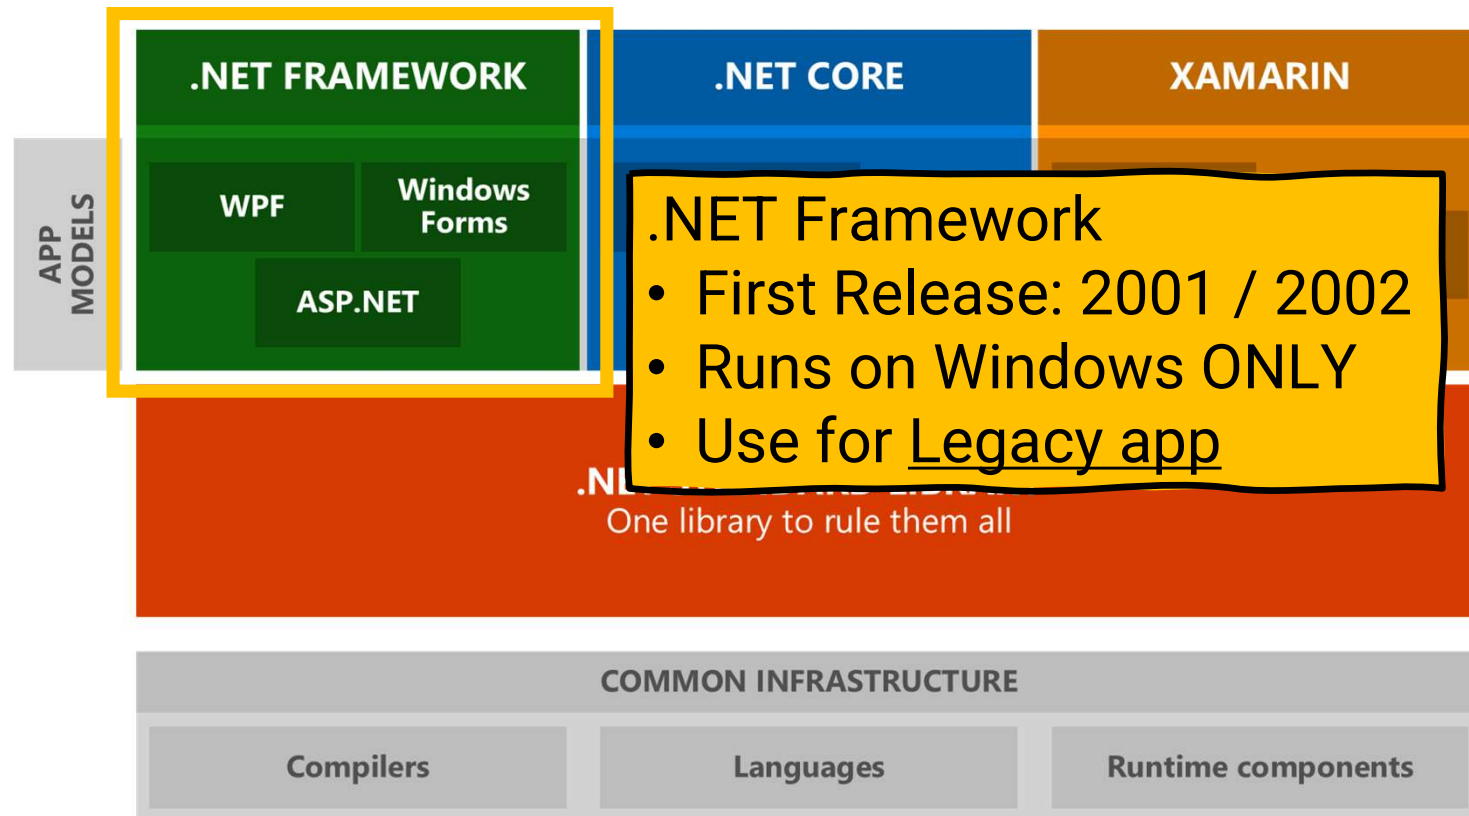 .NET FRAMEWORK
.NET CORE
XAMARIN
APP
MODELS
WPF
Windows
Forms
ASP.NET
.NET Framework
• First Release: 2001 / 2002
• Runs on Windows ONLY
• Use for Legacy app
One library to rule them all
COMMON INFRASTRUCTURE
Compilers
Languages
Runtime components